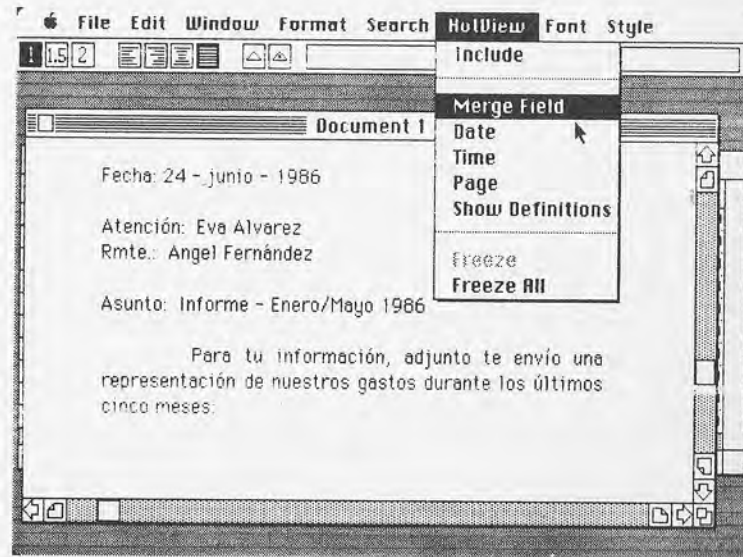 File Edit Window Format Search HotView Font Style
1 1.5 2
Include
Merge Field
Date
Time
Page
Show Definitions
Freeze
Freeze All
Document 1
Fecha: 24 - junio - 1986
Atención: Eva Alvarez
Rmte.: Angel Fernández
Asunto: Informe - Enero/Mayo 1986
Para tu información, adjunto te envío una
representación de nuestros gastos durante los últimos
cinco meses: